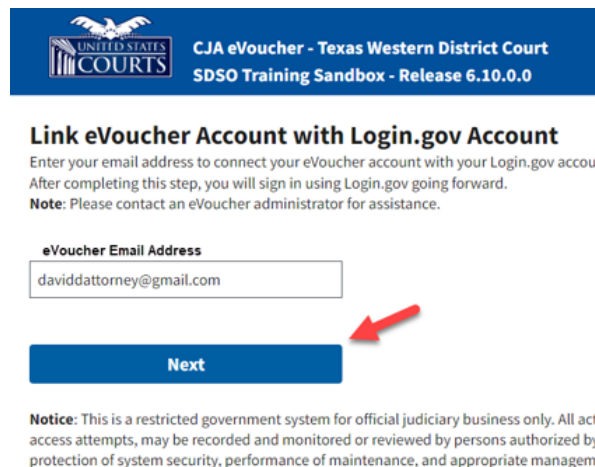 UNITED STATES
COURTS
CJA eVoucher - Texas Western District Court
SDSO Training Sandbox - Release 6.10.0.0
Link eVoucher Account with Login.gov Account
Enter your email address to connect your eVoucher account with your Login.gov accou
After completing this step, you will sign in using Login.gov going forward.
Note: Please contact an eVoucher administrator for assistance.
eVoucher Email Address
daviddattorney@gmail.com
Next
Notice: This is a restricted government system for official judiciary business only. All act
access attempts, may be recorded and monitored or reviewed by persons authorized by
protection of system security, performance of maintenance, and appropriate managem